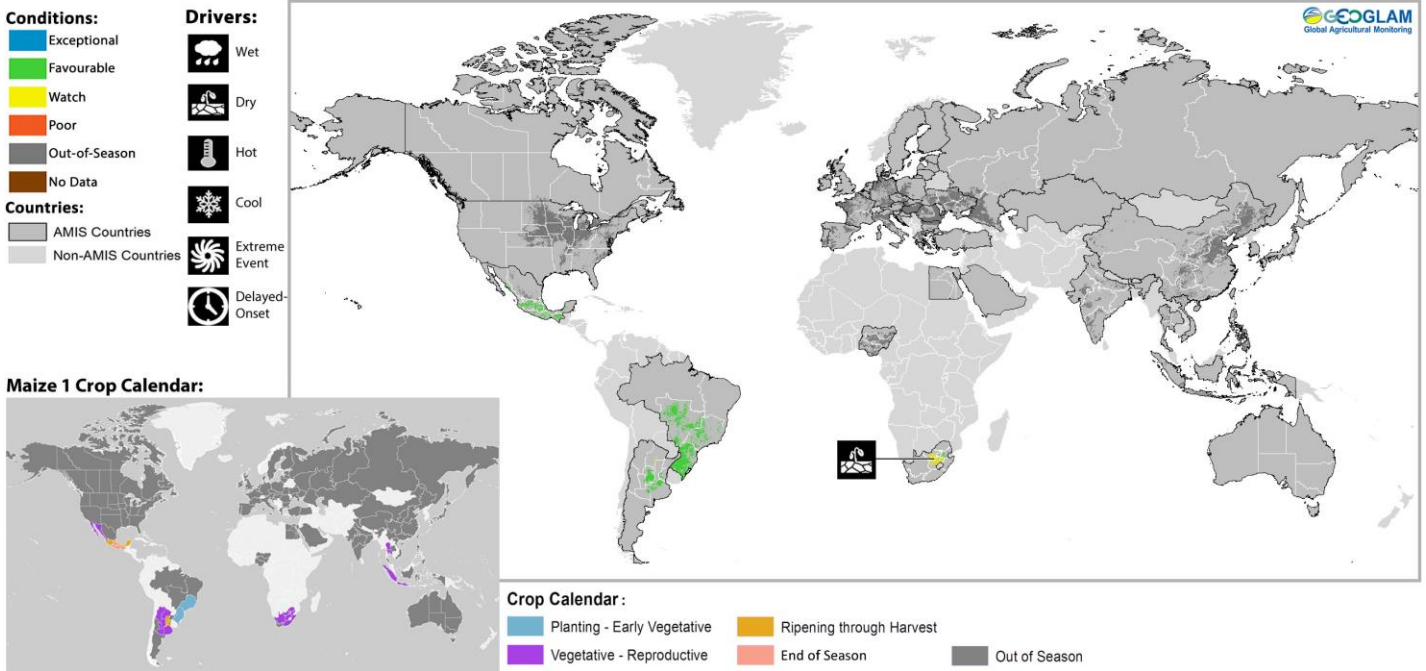 Conditions:
Exceptional
Favourable
Watch
Poor
Out-of-Season
No Data
Countries:
AMIS Countries
Non-AMIS Countries
Drivers:
Wet
Dry
Hot
Cool
Extreme
Event
Delayed-
Onset
GEOGLAM
Global Agricultural Monitoring
Maize 1 Crop Calendar:
Crop Calendar :
Planting - Early Vegetative
Ripening through Harvest
Vegetative - Reproductive
End of Season
Out of Season